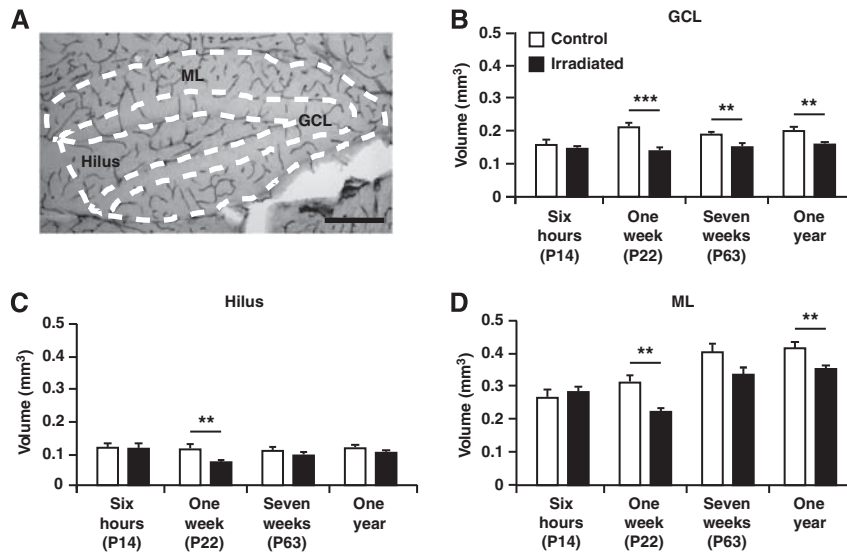 A
ML
GCL
Hilus
B
GCL
Control
Irradiated
Volume (mm³)
0.5
0.4
0.3
0.2
0.1
0
***
**
**
Six
hours
(P14)
One
week
(P22)
Seven
weeks
(P63)
One
year
C
Hilus
Volume (mm³)
0.5
0.4
0.3
0.2
0.1
0
**
Six
hours
(P14)
One
week
(P22)
Seven
weeks
(P63)
One
year
D
ML
Volume (mm³)
0.5
0.4
0.3
0.2
0.1
0
**
**
Six
hours
(P14)
One
week
(P22)
Seven
weeks
(P63)
One
year